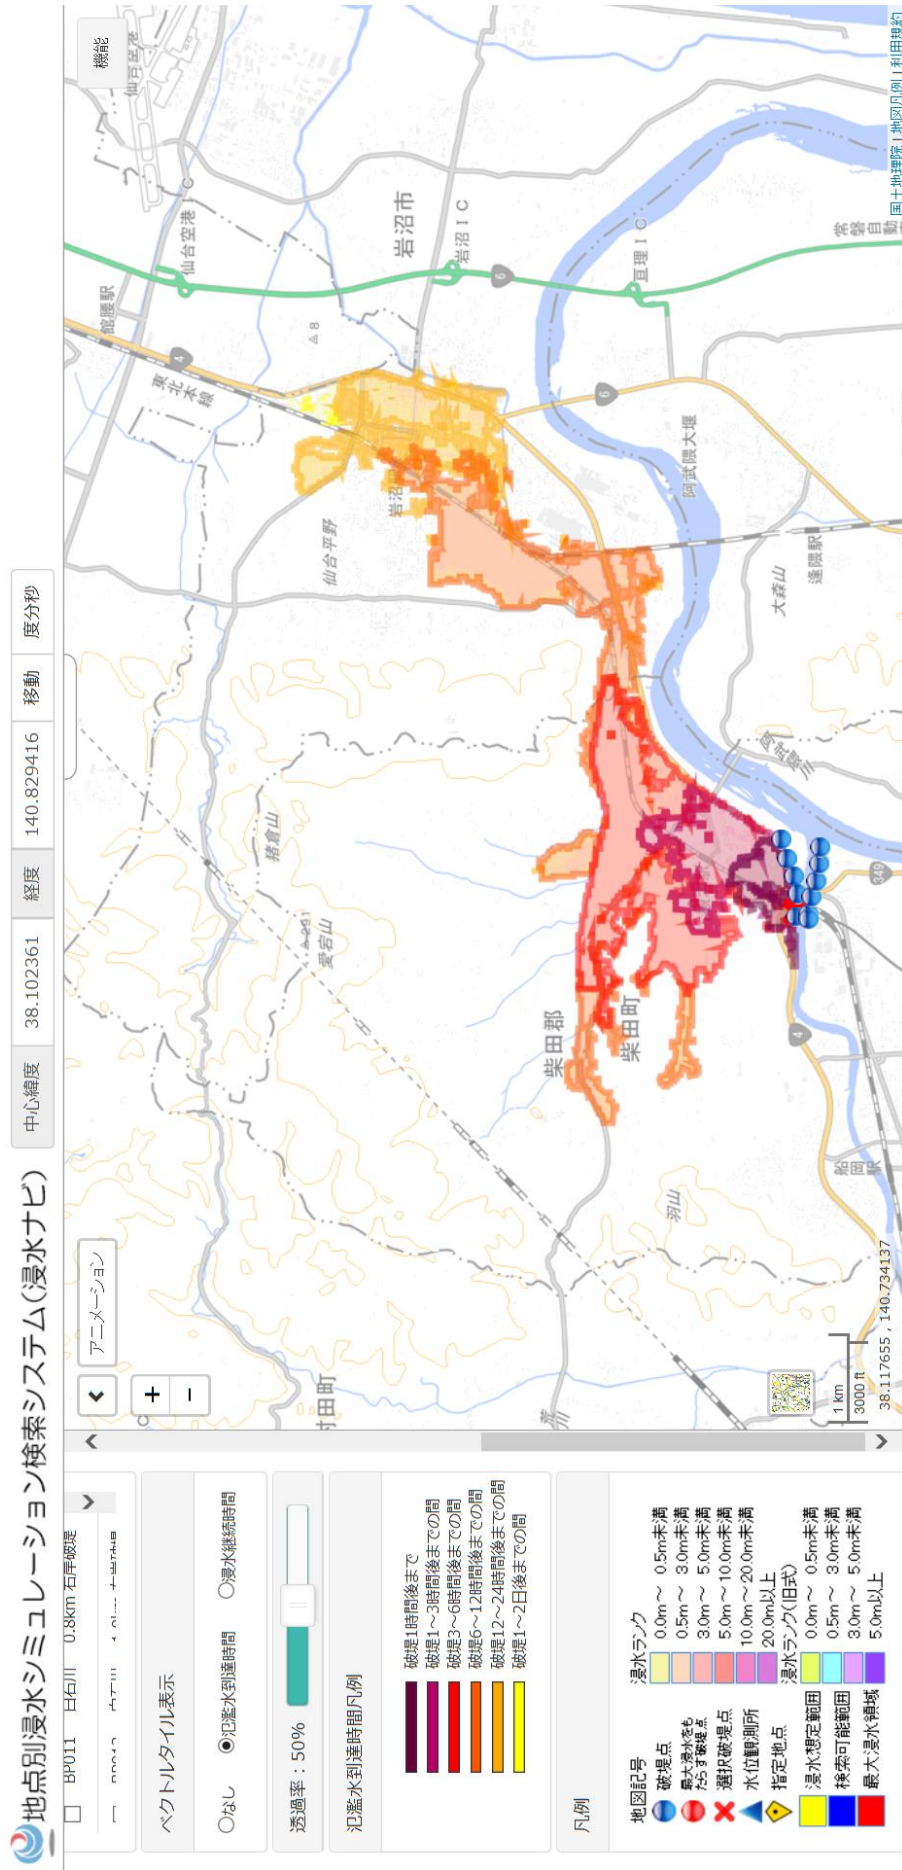 地点別浸水シミュレーション検索システム(浸水ナビ)
中心緯度 38.102361 経度 140.829416 移動 度分秒
BP011 白石川 0.8km 右岸破堤
ベクトルタイル表示
なし 氾濫水到達時間 浸水継続時間
透過率:50%
氾濫水到達時間凡例
破堤1時間後まで
破堤1~3時間後までの間
破堤3~6時間後までの間
破堤6~12時間後までの間
破堤12~24時間後までの間
破堤1~2日後までの間
凡例
地図記号
破堤点
最大浸水をも
たらす破堤点
選択破堤点
水位観測所
指定地点
浸水想定範囲
検索可能範囲
最大浸水領域
浸水ランク
0.0m~ 0.5m未満
0.5m~ 3.0m未満
3.0m~ 5.0m未満
5.0m~10.0m未満
10.0m~20.0m未満
20.0m以上
浸水ランク(旧式)
0.0m~ 0.5m未満
0.5m~ 3.0m未満
3.0m~ 5.0m未満
5.0m以上
アニメーション
+
−
機能
仙台空港
仙台空港IC
館腰駅
東北本線
4
8
岩沼市
岩沼IC
6
亘理IC
常磐自動
仙台平野
岩沼
6
阿武隈大堰
大森山
逢隈駅
猪倉山
291
愛宕山
阿武隈川
349
柴田郡
柴田町
4
船岡駅
羽山
村田町
荒川
1 km
3000 ft
38.117655 , 140.734137
国土地理院 | 地図凡例 | 利用規約